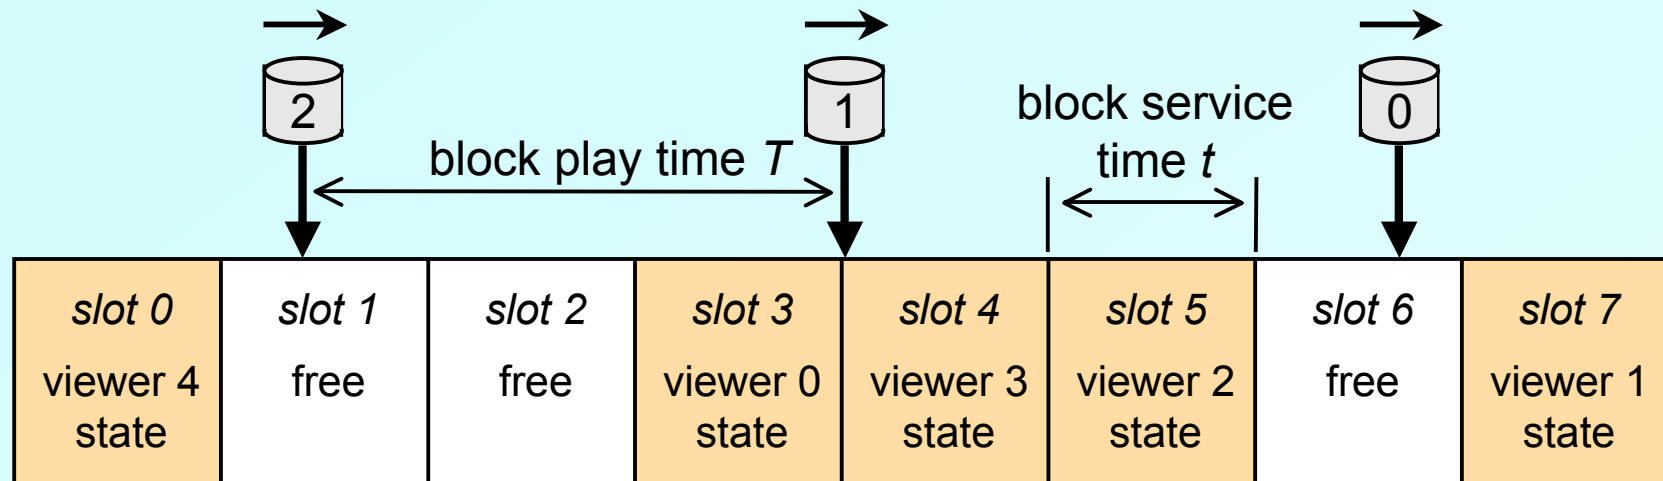 2
1
0
block play time T
block service
time t
slot 0
viewer 4
state
slot 1
free
slot 2
free
slot 3
viewer 0
state
slot 4
viewer 3
state
slot 5
viewer 2
state
slot 6
free
slot 7
viewer 1
state